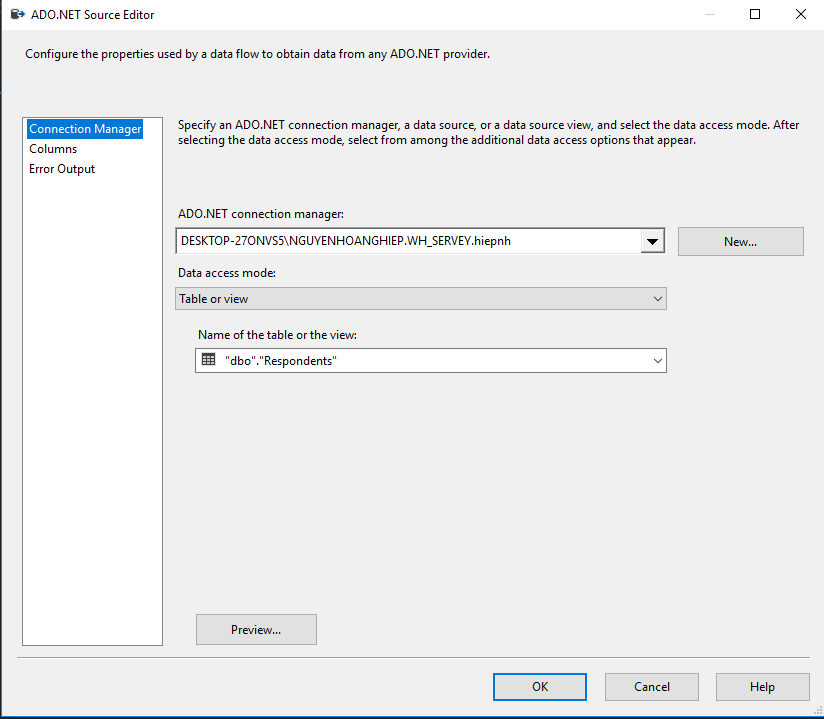 ADO.NET Source Editor
Configure the properties used by a data flow to obtain data from any ADO.NET provider.
Connection Manager
Columns
Error Output
Specify an ADO.NET connection manager, a data source, or a data source view, and select the data access mode. After
selecting the data access mode, select from among the additional data access options that appear.
ADO.NET connection manager:
DESKTOP-27ONVS5\NGUYENHOANGHIEP.WH_SERVEY.hiepnh
New...
Data access mode:
Table or view
Name of the table or the view:
"dbo"."Respondents"
Preview...
OK
Cancel
Help